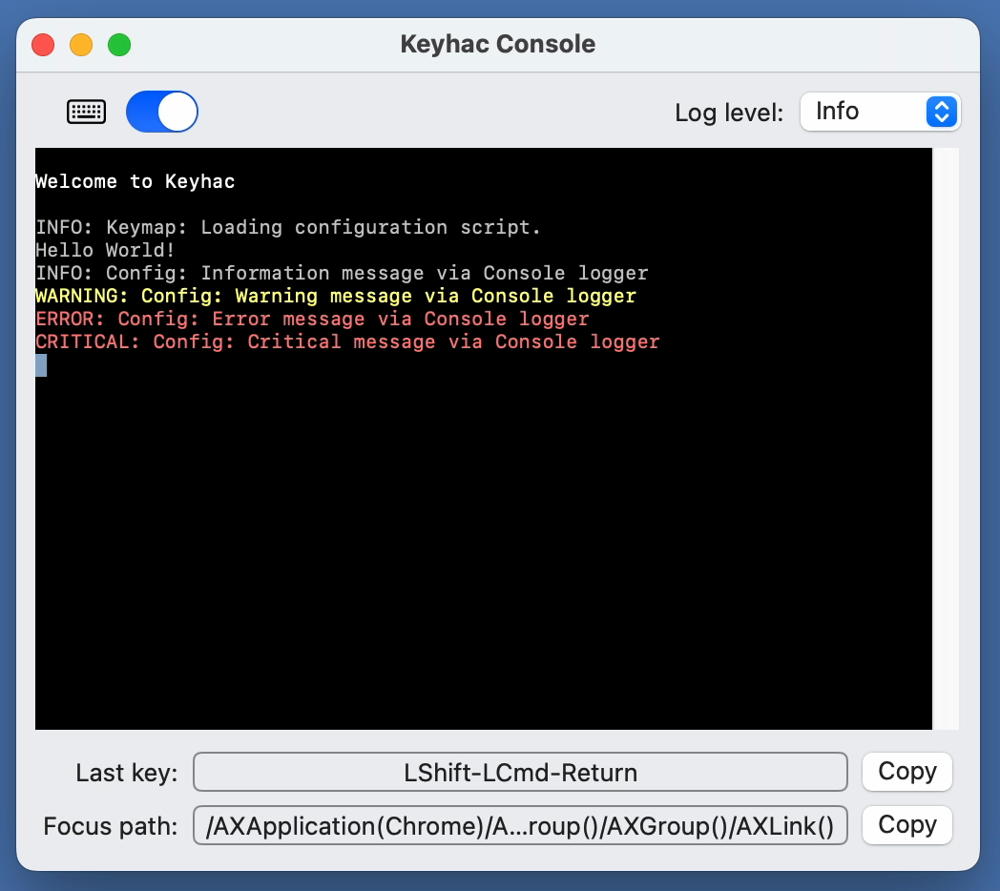 Keyhac Console
Log level: Info
Welcome to Keyhac
INFO: Keymap: Loading configuration script.
Hello World!
INFO: Config: Information message via Console logger
WARNING: Config: Warning message via Console logger
ERROR: Config: Error message via Console logger
CRITICAL: Config: Critical message via Console logger
Last key: LShift-LCmd-Return Copy
Focus path: /AXApplication(Chrome)/A...roup()/AXGroup()/AXLink() Copy